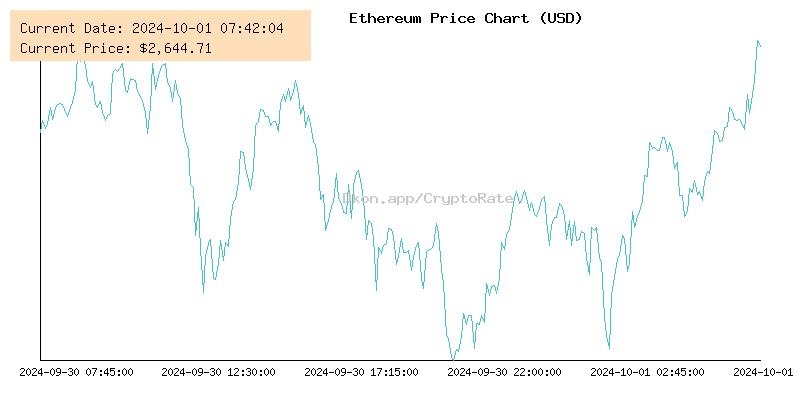 Ethereum Price Chart (USD)
Current Date: 2024-10-01 07:42:04
Current Price: $2,644.71
Dkon.app/CryptoRate
2024-09-30 07:45:00 2024-09-30 12:30:00 2024-09-30 17:15:00 2024-09-30 22:00:00 2024-10-01 02:45:00 2024-10-01